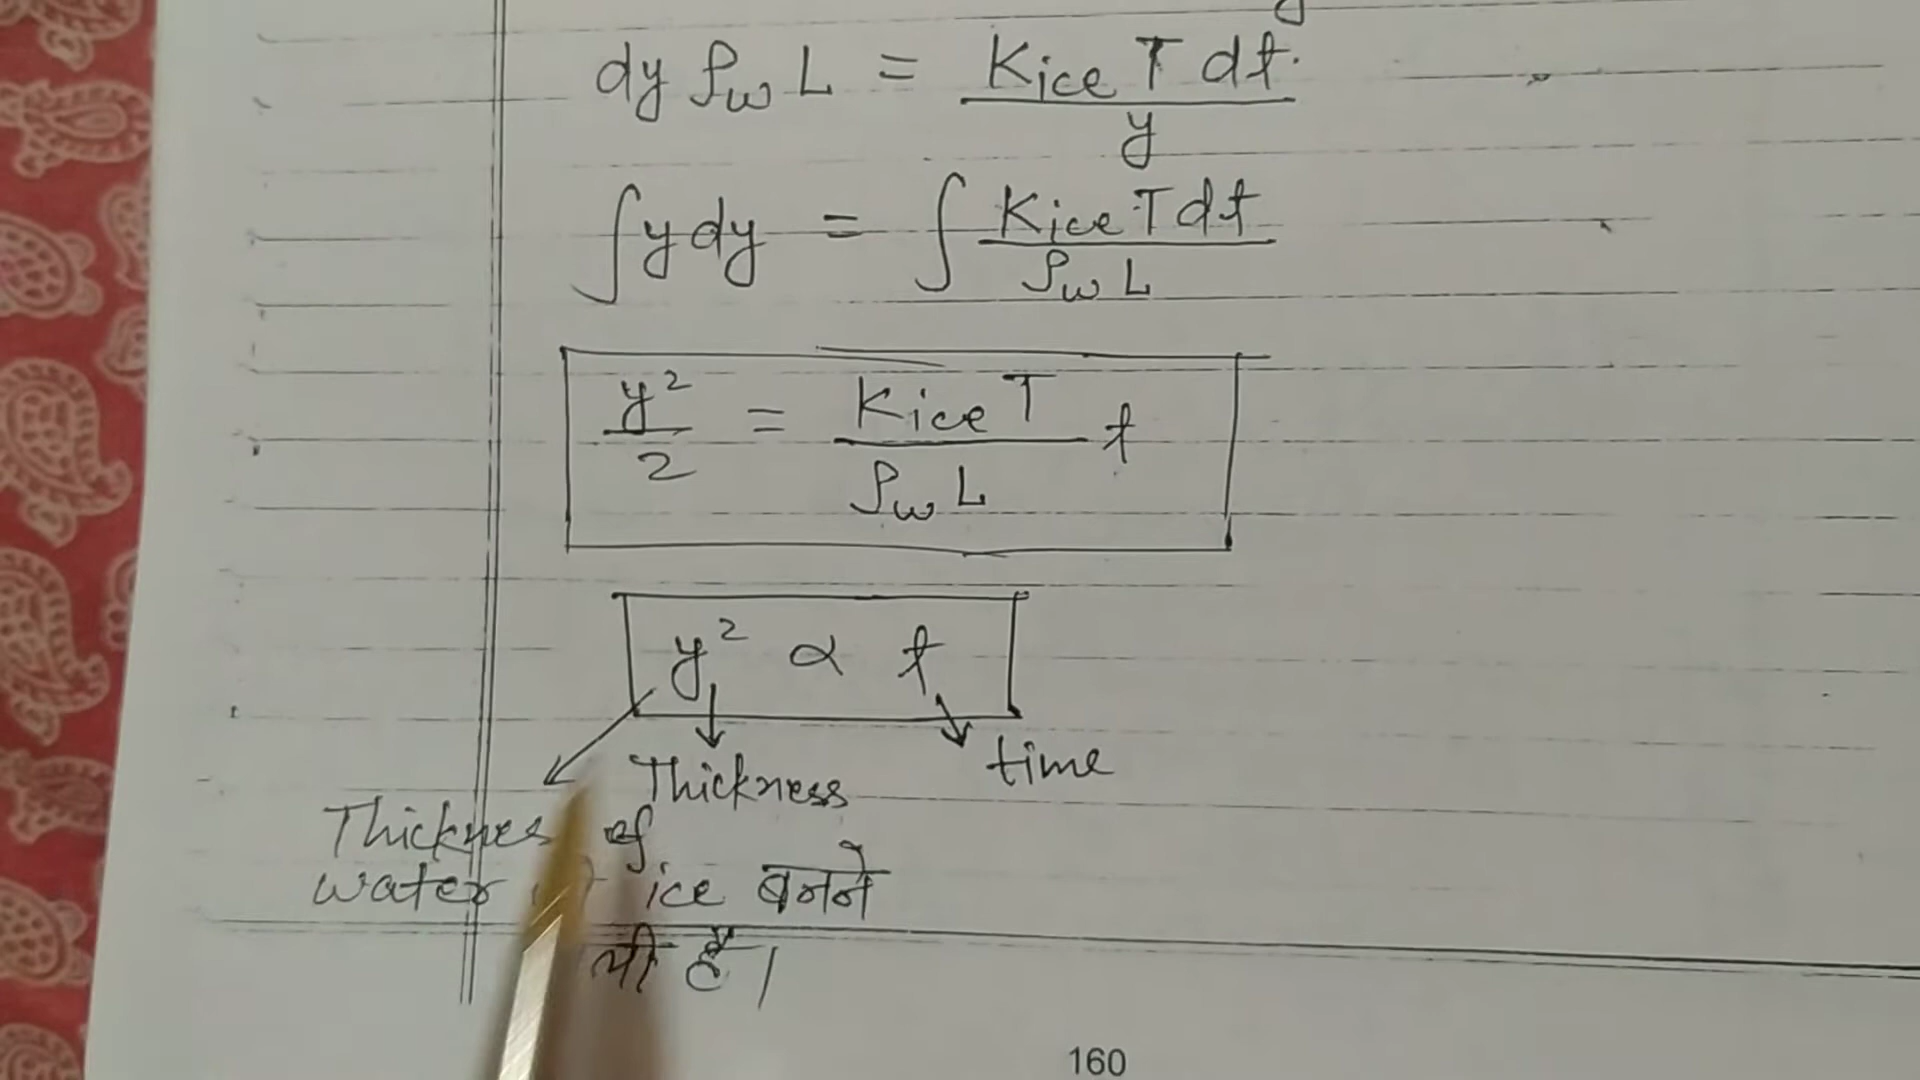 dy ρw L = Kice T dt / y
∫ y dy = ∫ Kice T dt / ρw L
y² / 2 = Kice T / ρw L t
y² ∝ t
Thickness time
Thicknes of
water ice बनने
भी है।
160